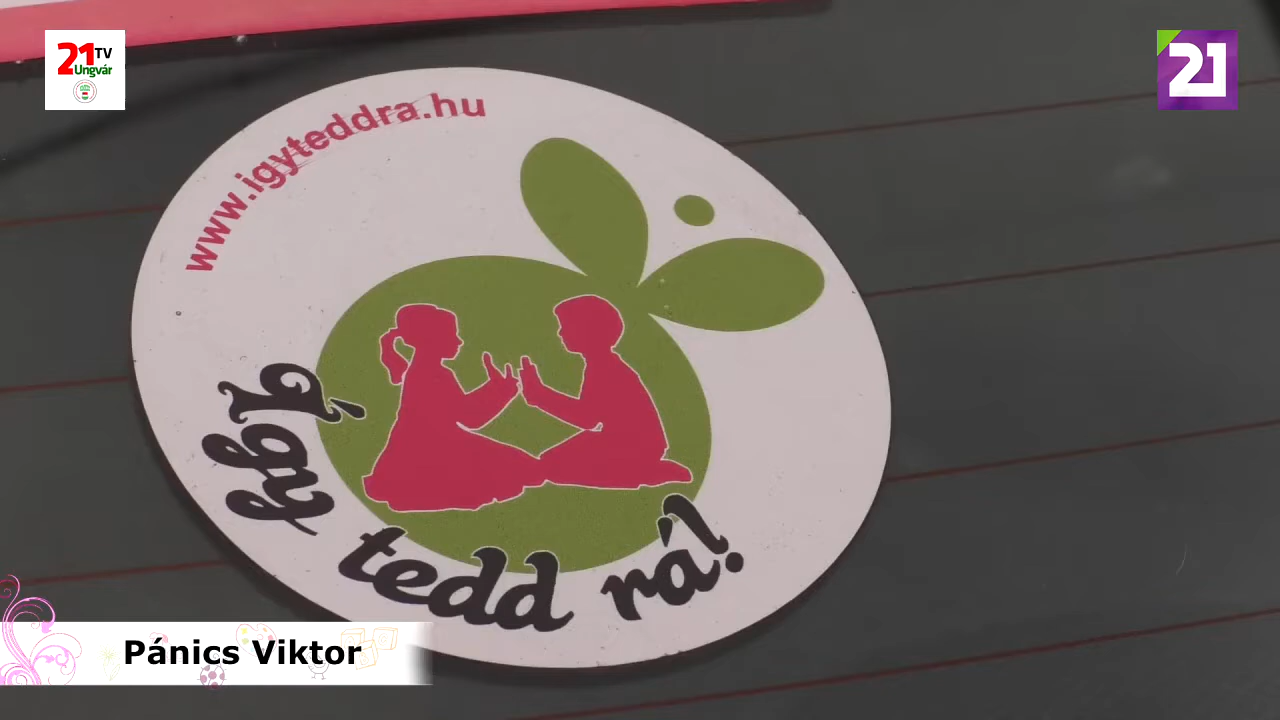 21 TV
Ungvár
21
www.igyteddra.hu
Így tedd rá!
Pánics Viktor